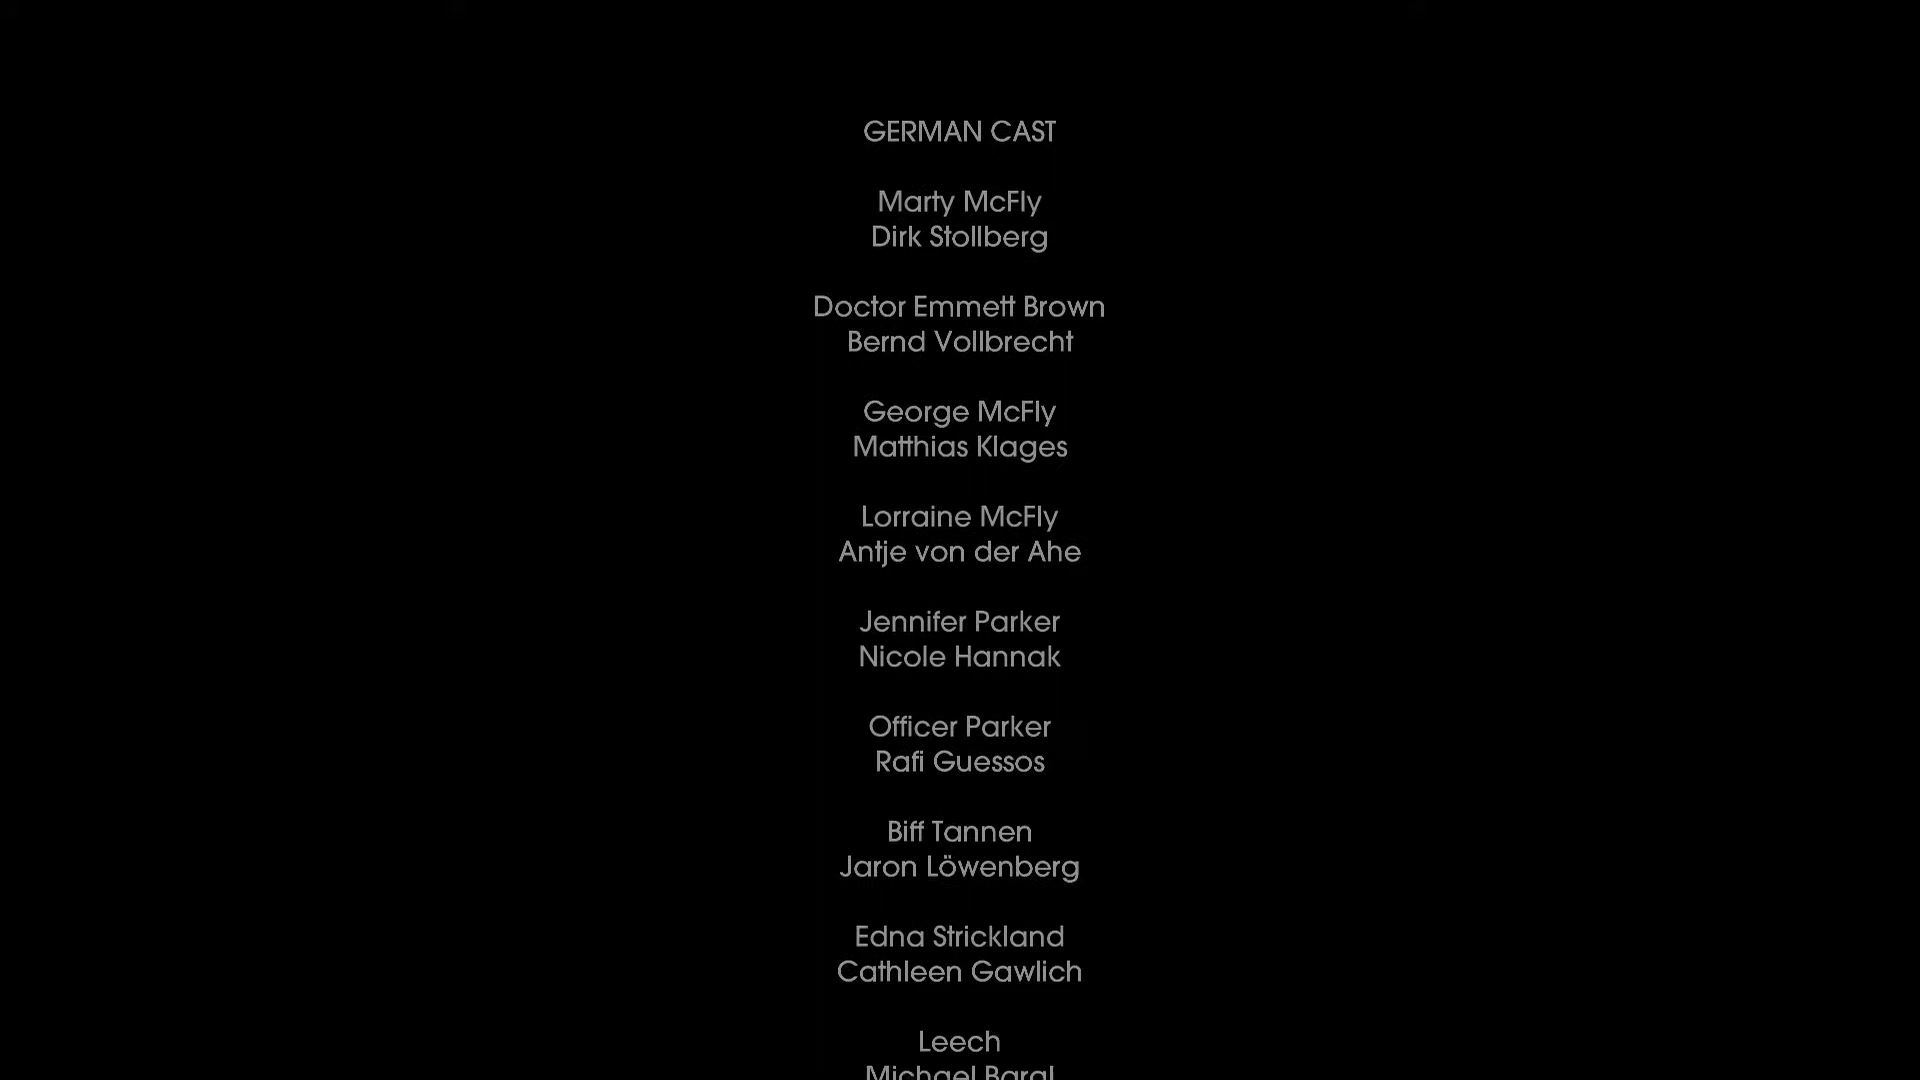 GERMAN CAST
Marty McFly
Dirk Stollberg
Doctor Emmett Brown
Bernd Vollbrecht
George McFly
Matthias Klages
Lorraine McFly
Antje von der Ahe
Jennifer Parker
Nicole Hannak
Officer Parker
Rafi Guessos
Biff Tannen
Jaron Löwenberg
Edna Strickland
Cathleen Gawlich
Leech
Michael